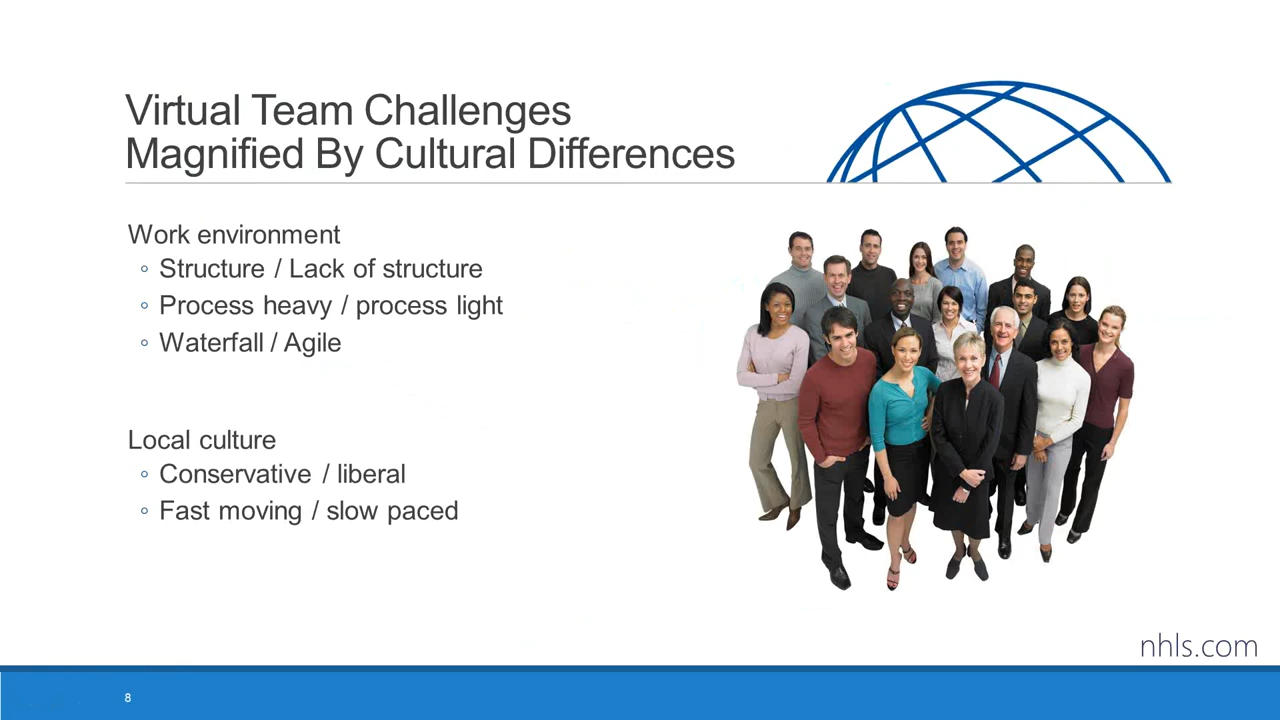 Virtual Team Challenges
Magnified By Cultural Differences
Work environment
◦ Structure / Lack of structure
◦ Process heavy / process light
◦ Waterfall / Agile
Local culture
◦ Conservative / liberal
◦ Fast moving / slow paced
nhls.com
8